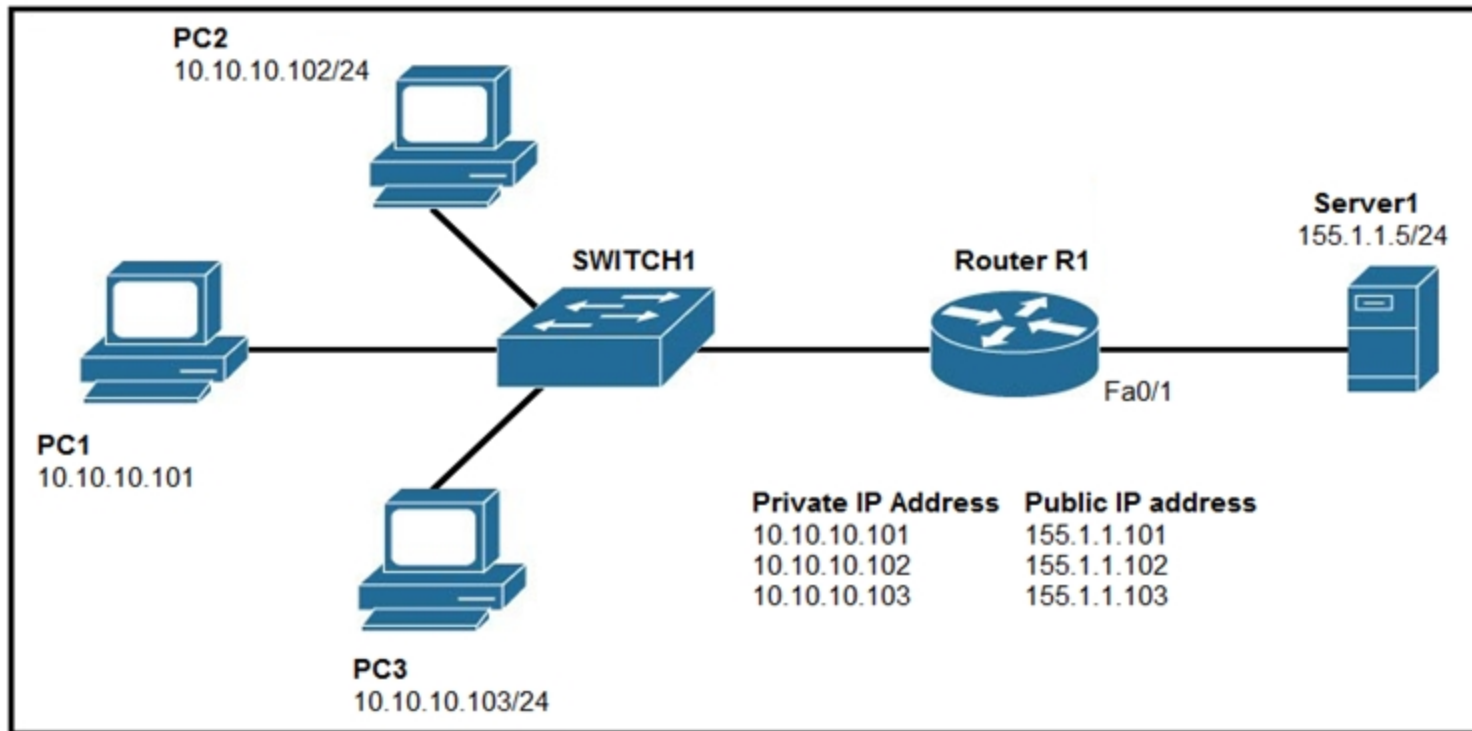 PC2
10.10.10.102/24
SWITCH1
Router R1
Server1
155.1.1.5/24
Fa0/1
PC1
10.10.10.101
Private IP Address Public IP address
10.10.10.101 155.1.1.101
10.10.10.102 155.1.1.102
10.10.10.103 155.1.1.103
PC3
10.10.10.103/24